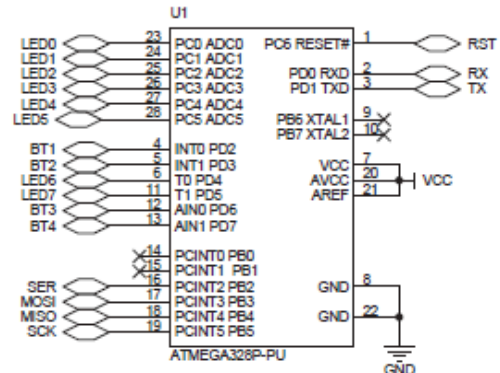 U1
LED0 23 PC0 ADC0 PC6 RESET# 1 RST
LED1 24 PC1 ADC1
LED2 25 PC2 ADC2 PD0 RXD 2 RX
LED3 26 PC3 ADC3 PD1 TXD 3 TX
LED4 27 PC4 ADC4
LED5 28 PC5 ADC5 PB6 XTAL1 9
PB7 XTAL2 10
BT1 4 INT0 PD2
BT2 5 INT1 PD3 VCC 7
LED6 6 T0 PD4 AVCC 20 VCC
LED7 11 T1 PD5 AREF 21
BT3 12 AIN0 PD6
BT4 13 AIN1 PD7
14 PCINT0 PB0
15 PCINT1 PB1
SER 16 PCINT2 PB2 GND 8
MOSI 17 PCINT3 PB3
MISO 18 PCINT4 PB4 GND 22
SCK 19 PCINT5 PB5
ATMEGA328P-PU
GND